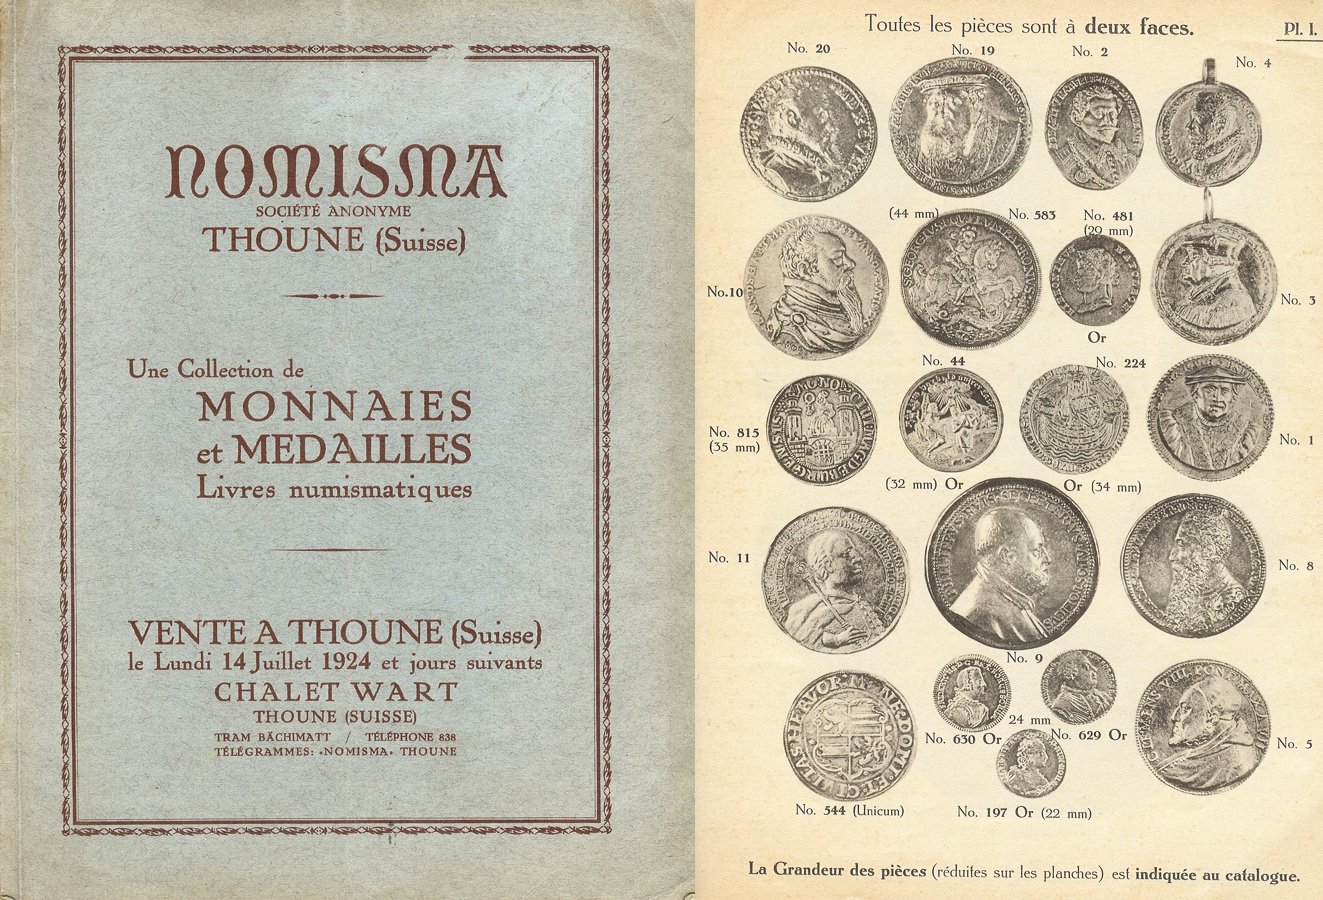 NOMISMA
SOCIÉTÉ ANONYME
THOUNE (Suisse)
Une Collection de
MONNAIES
et MEDAILLES
Livres numismatiques
VENTE A THOUNE (Suisse)
le Lundi 14 Juillet 1924 et jours suivants
CHALET WART
THOUNE (SUISSE)
TRAM BÄCHIMATT / TÉLÉPHONE 838
TÉLÉGRAMMES: «NOMISMA» THOUNE
Toutes les pièces sont à deux faces.
Pl. I.
No. 20
No. 19
No. 2
No. 4
(44 mm)
No. 583
No. 481
(29 mm)
No. 10
Or
No. 3
No. 44
No. 224
No. 815
(35 mm)
No. 1
(32 mm) Or
Or (34 mm)
No. 11
No. 8
No. 9
24 mm
No. 630 Or
No. 629 Or
No. 5
No. 544 (Unicum)
No. 197 Or (22 mm)
La Grandeur des pièces (réduites sur les planches) est indiquée au catalogue.